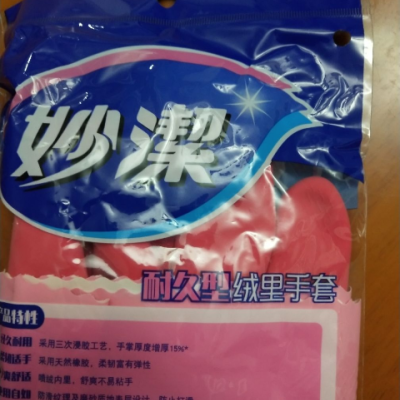 妙潔
耐久型绒里手套
产品特性
采用三次浸胶工艺，手掌厚度增厚15%*
采用天然橡胶，柔韧富有弹性
喷绒内里，舒爽不易粘手